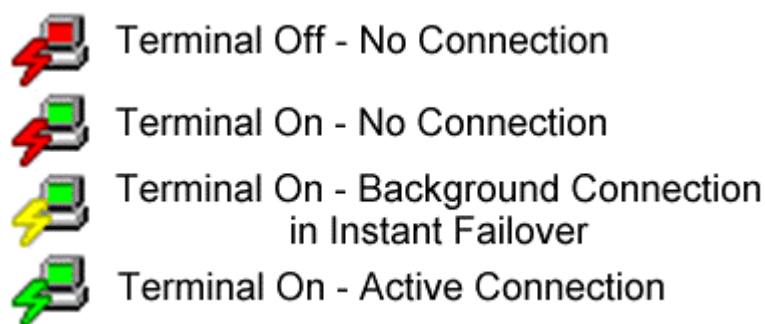 Terminal Off - No Connection
Terminal On - No Connection
Terminal On - Background Connection
in Instant Failover
Terminal On - Active Connection